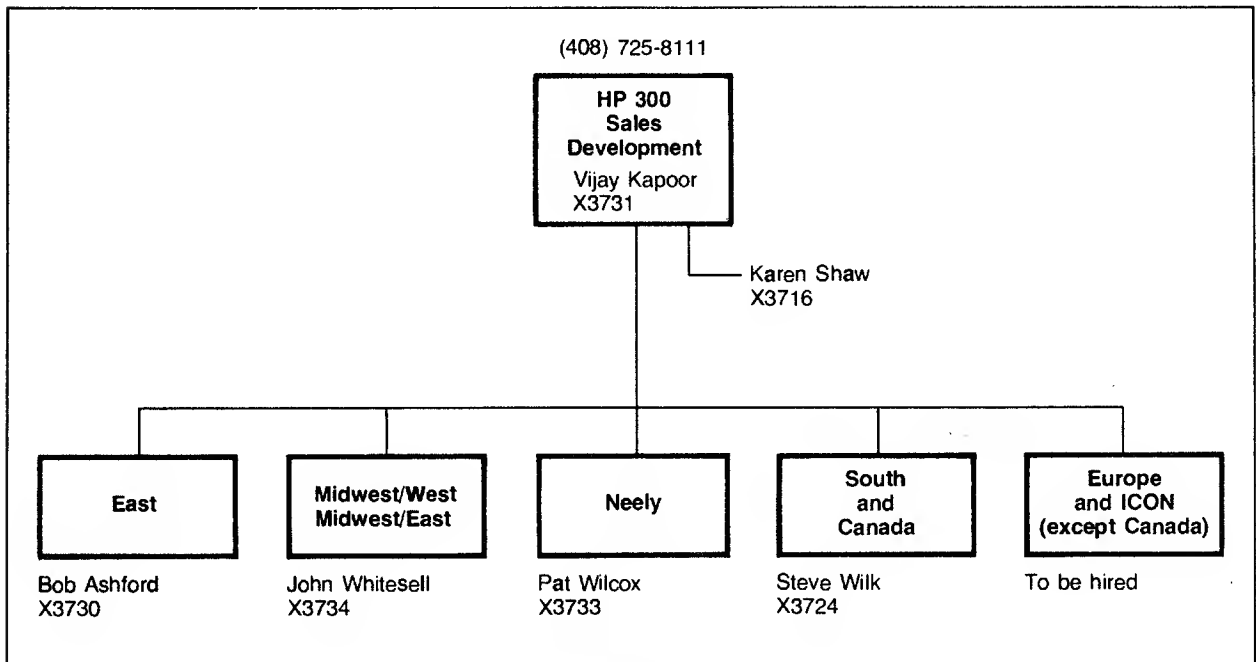 (408) 725-8111
HP 300
Sales
Development
Vijay Kapoor
X3731
Karen Shaw
X3716
East
Bob Ashford
X3730
Midwest/West
Midwest/East
John Whitesell
X3734
Neely
Pat Wilcox
X3733
South
and
Canada
Steve Wilk
X3724
Europe
and ICON
(except Canada)
To be hired